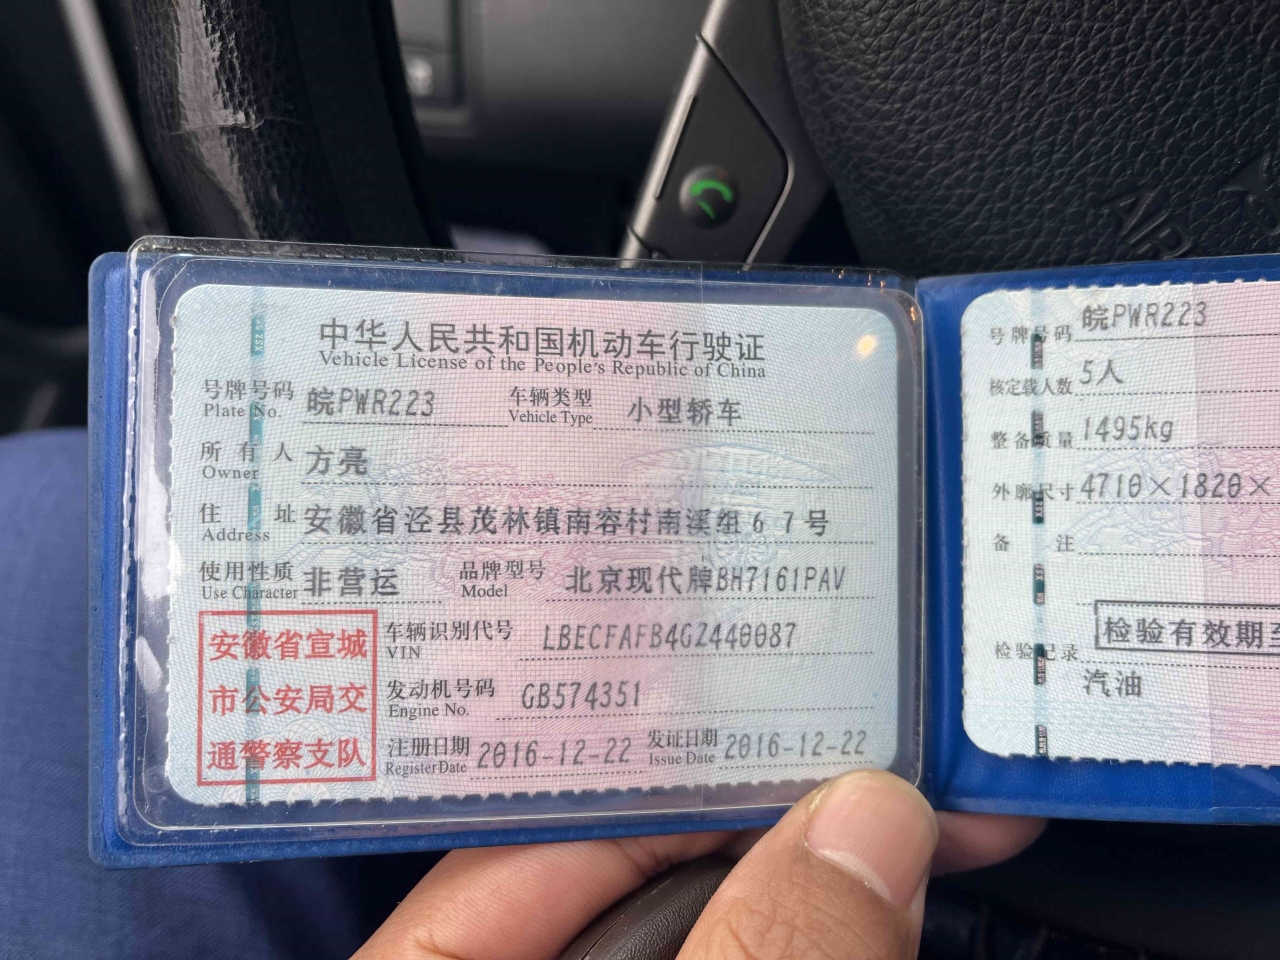 中华人民共和国机动车行驶证
Vehicle License of the People's Republic of China
号牌号码 皖PWR223 车辆类型 小型轿车
Plate No. Vehicle Type
所有人 方亮
Owner
住址 安徽省泾县茂林镇南容村南溪组67号
Address
使用性质 非营运 品牌型号 北京现代牌BH7161PAV
Use Character Model
安徽省宣城
市公安局交
通警察支队
车辆识别代号 LBECFAFB4GZ440087
VIN
发动机号码 GB574351
Engine No.
注册日期 2016-12-22 发证日期 2016-12-22
Register Date Issue Date
号牌号码 皖PWR223
核定载人数 5人
整备质量 1495kg
外廓尺寸 4710×1820×
备注
检验有效期至
检验记录
汽油